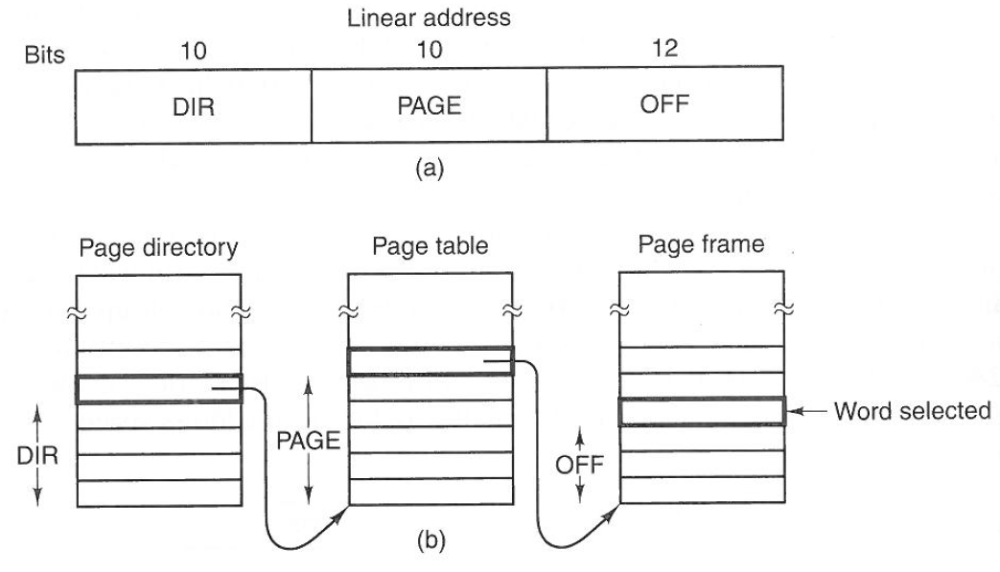 Linear address
Bits 10 10 12
DIR PAGE OFF
(a)
Page directory Page table Page frame
Word selected
DIR PAGE OFF
(b)